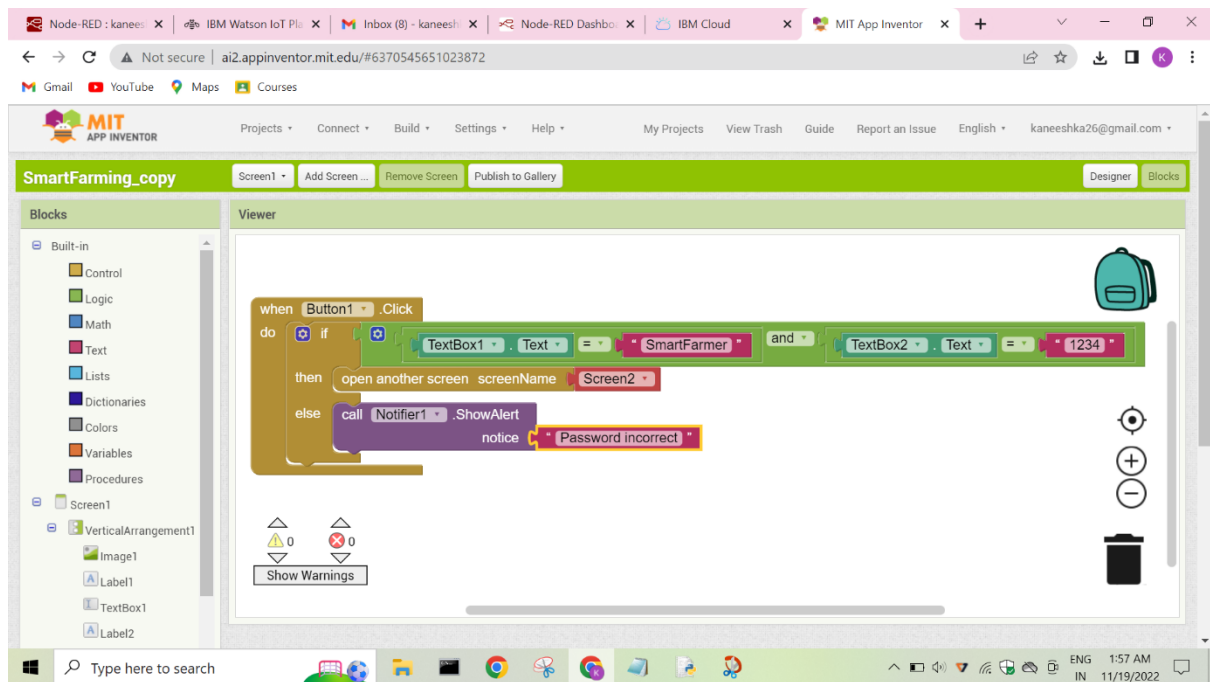 Node-RED : kanees
IBM Watson IoT Pla
Inbox (8) - kaneesh
Node-RED Dashbo
IBM Cloud
MIT App Inventor
Not secure | ai2.appinventor.mit.edu/#6370545651023872
K
Gmail YouTube Maps Courses
MIT
APP INVENTOR
Projects Connect Build Settings Help My Projects View Trash Guide Report an Issue English kaneeshka26@gmail.com
SmartFarming_copy Screen1 Add Screen ... Remove Screen Publish to Gallery Designer Blocks
Blocks
Viewer
Built-in
Control
Logic
Math
Text
Lists
Dictionaries
Colors
Variables
Procedures
Screen1
VerticalArrangement1
Image1
Label1
TextBox1
Label2
when Button1 .Click
do if TextBox1 . Text = " SmartFarmer " and TextBox2 . Text = " 1234 "
then open another screen screenName Screen2
else call Notifier1 .ShowAlert
notice " Password incorrect "
0 0
Show Warnings
Type here to search
ENG 1:57 AM
IN 11/19/2022